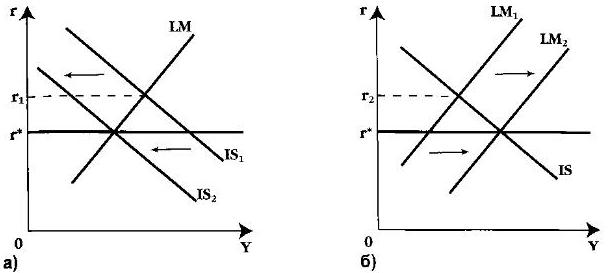 r
LM
r₁
r*
IS₁
IS₂
0
Y
а)
r
LM₁
LM₂
r₂
r*
IS
0
Y
б)